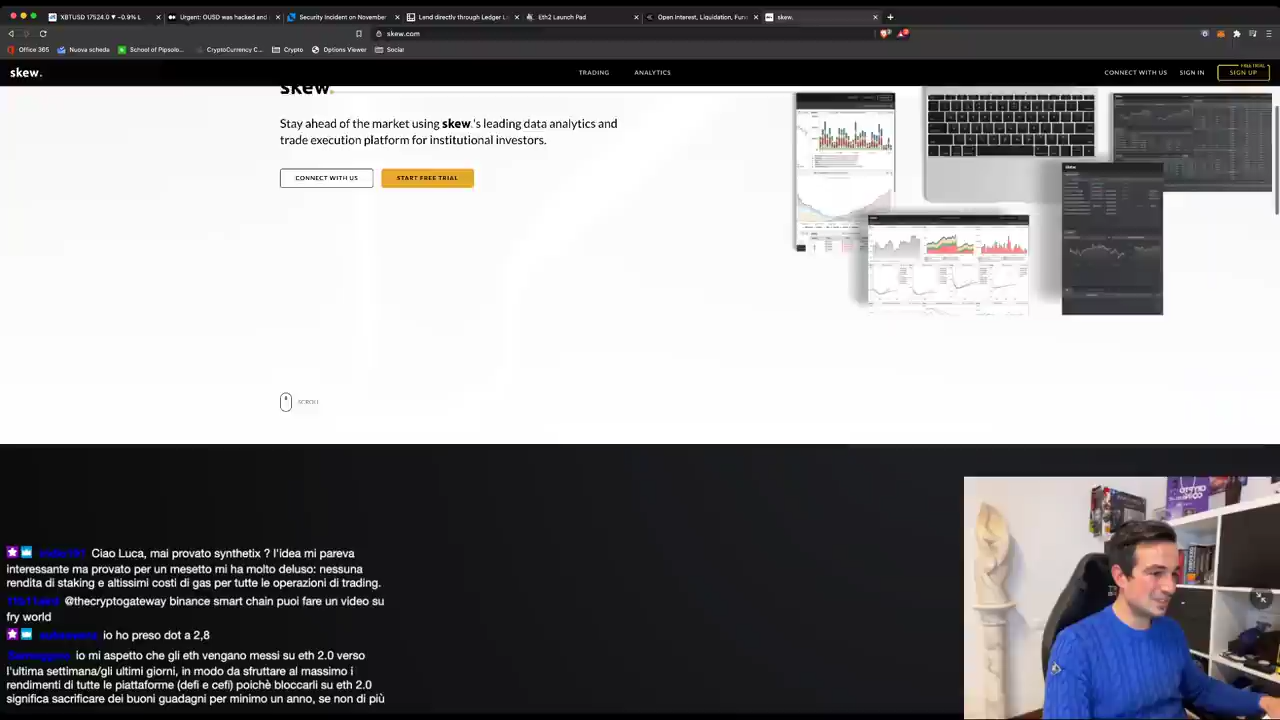 XBTUSD 17524.0 ▼ −0.9% L
Urgent: OUSD was hacked and
Security Incident on November
Lend directly through Ledger L
Eth2 Launch Pad
Open Interest, Liquidation, Fun
skew.
skew.com
Office 365
Nuova scheda
School of Pipsolo...
CryptoCurrency C...
Crypto
Options Viewer
Social
skew.
TRADING
ANALYTICS
CONNECT WITH US
SIGN IN
FREE TRIAL
SIGN UP
skew.
Stay ahead of the market using skew.'s leading data analytics and
trade execution platform for institutional investors.
CONNECT WITH US
START FREE TRIAL
SCROLL
Ciao Luca, mai provato synthetix ? l'idea mi pareva
interessante ma provato per un mesetto mi ha molto deluso: nessuna
rendita di staking e altissimi costi di gas per tutte le operazioni di trading.
@thecryptogateway binance smart chain puoi fare un video su
fry world
io ho preso dot a 2,8
io mi aspetto che gli eth vengano messi su eth 2.0 verso
l'ultima settimana/gli ultimi giorni, in modo da sfruttare al massimo i
rendimenti di tutte le piattaforme (defi e cefi) poichè bloccarli su eth 2.0
significa sacrificare dei buoni guadagni per minimo un anno, se non di più